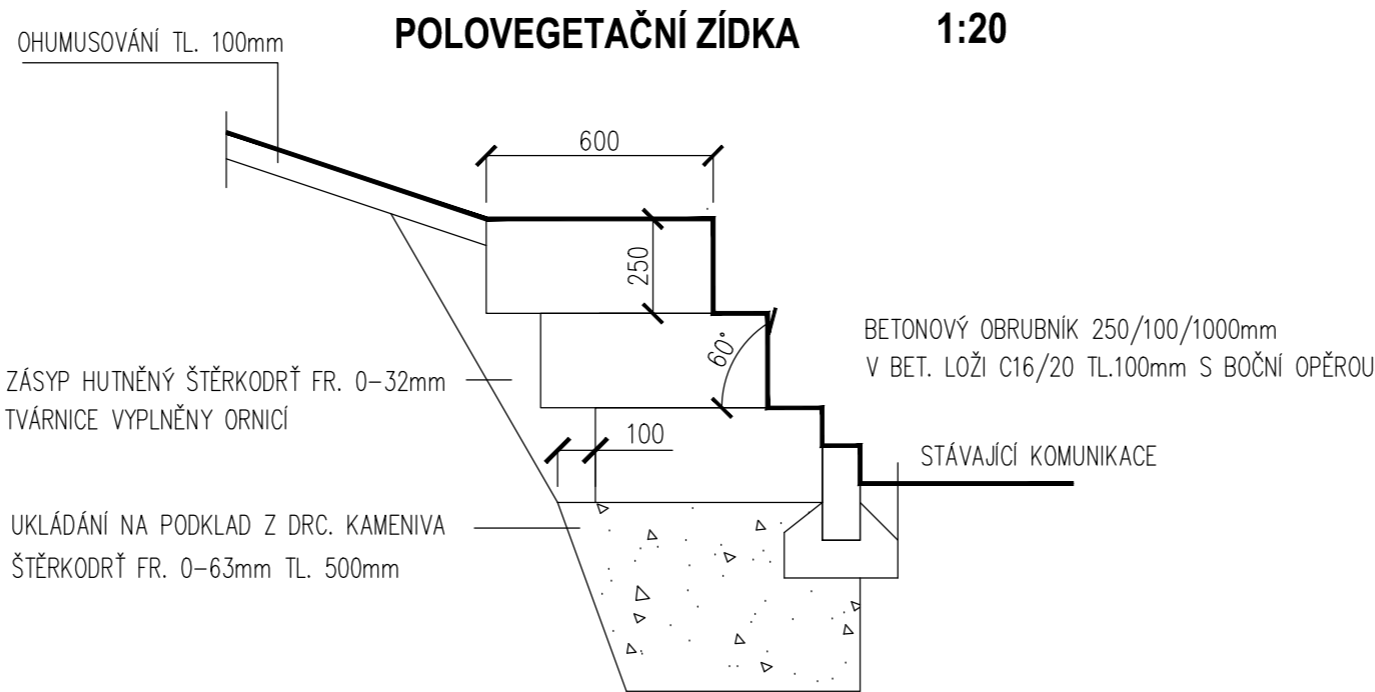 POLOVEGETAČNÍ ZÍDKA 1:20
OHUMUSOVÁNÍ TL. 100mm
600
250
60°
BETONOVÝ OBRUBNÍK 250/100/1000mm
V BET. LOŽI C16/20 TL.100mm S BOČNÍ OPĚROU
ZÁSYP HUTNĚNÝ ŠTĚRKODRŤ FR. 0-32mm
TVÁRNICE VYPLNĚNY ORNICÍ
100
STÁVAJÍCÍ KOMUNIKACE
UKLÁDÁNÍ NA PODKLAD Z DRC. KAMENIVA
ŠTĚRKODRŤ FR. 0-63mm TL. 500mm